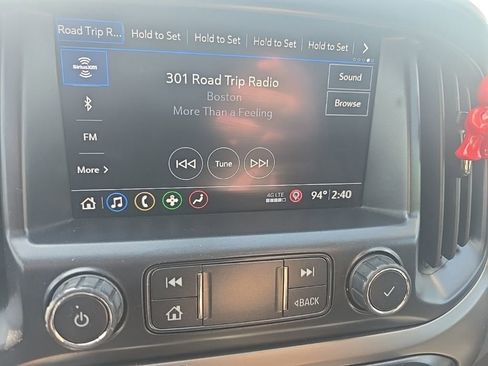 Road Trip R... Hold to Set Hold to Set Hold to Set Hold to Set
SiriusXM
301 Road Trip Radio
Sound
Boston
Browse
More Than a Feeling
FM
More >
Tune
4G LTE
94° 2:40
BACK